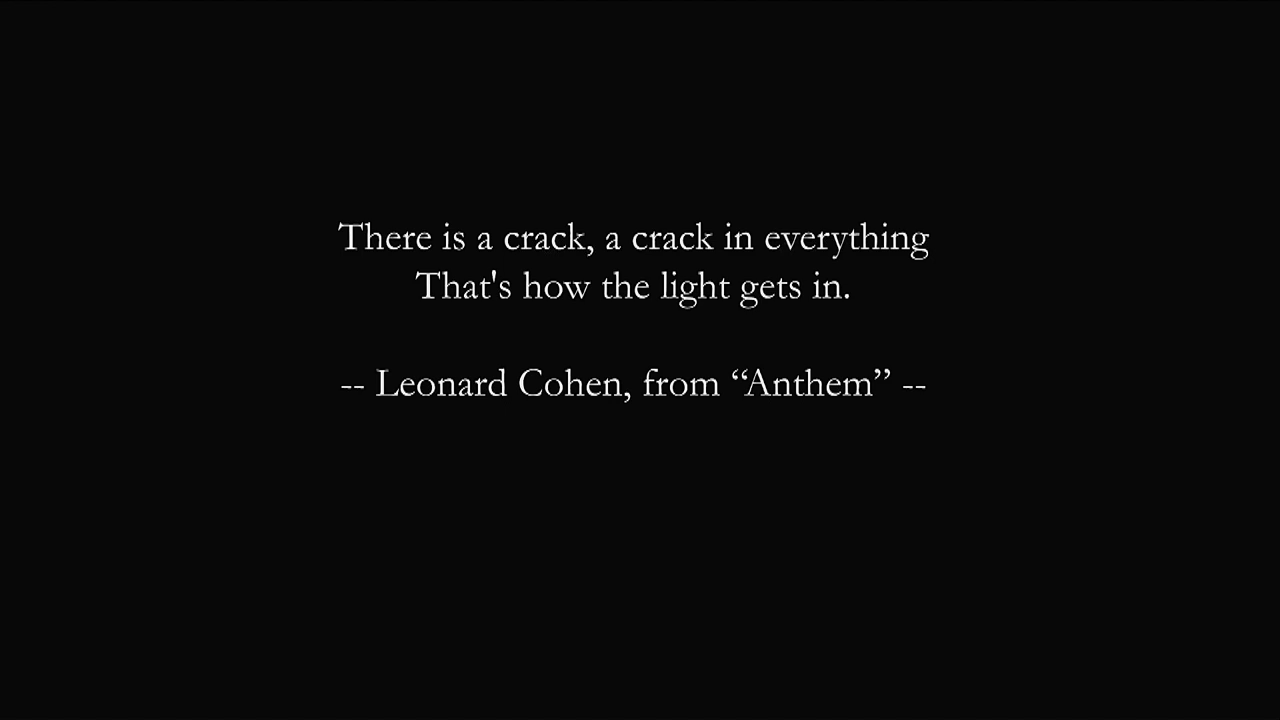 There is a crack, a crack in everything
That's how the light gets in.
-- Leonard Cohen, from “Anthem” --